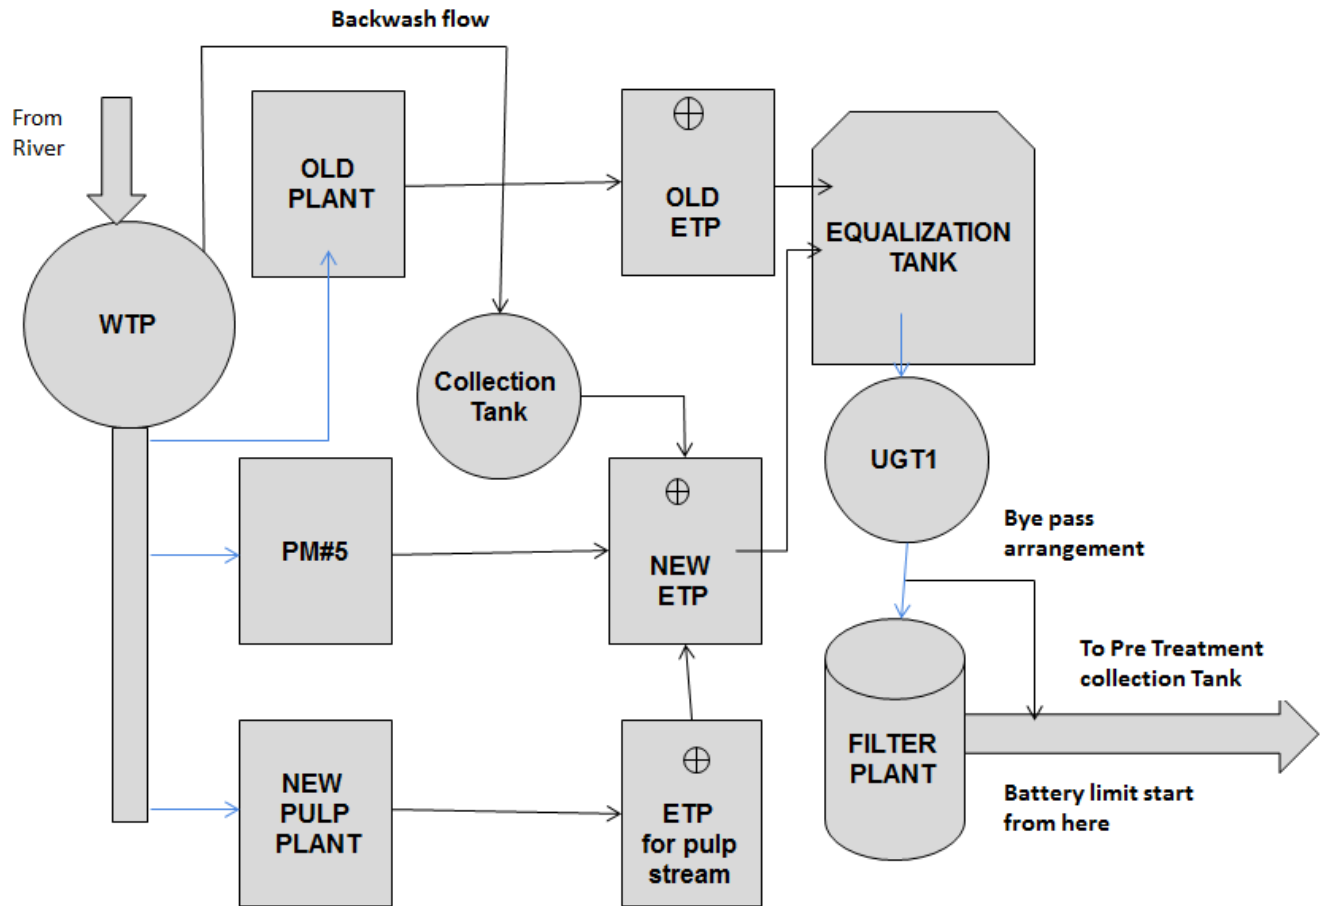 Backwash flow
From
River
OLD
PLANT
OLD
ETP
EQUALIZATION
TANK
WTP
Collection
Tank
UGT1
Bye pass
arrangement
PM#5
NEW
ETP
To Pre Treatment
collection Tank
FILTER
PLANT
NEW
PULP
PLANT
ETP
for pulp
stream
Battery limit start
from here